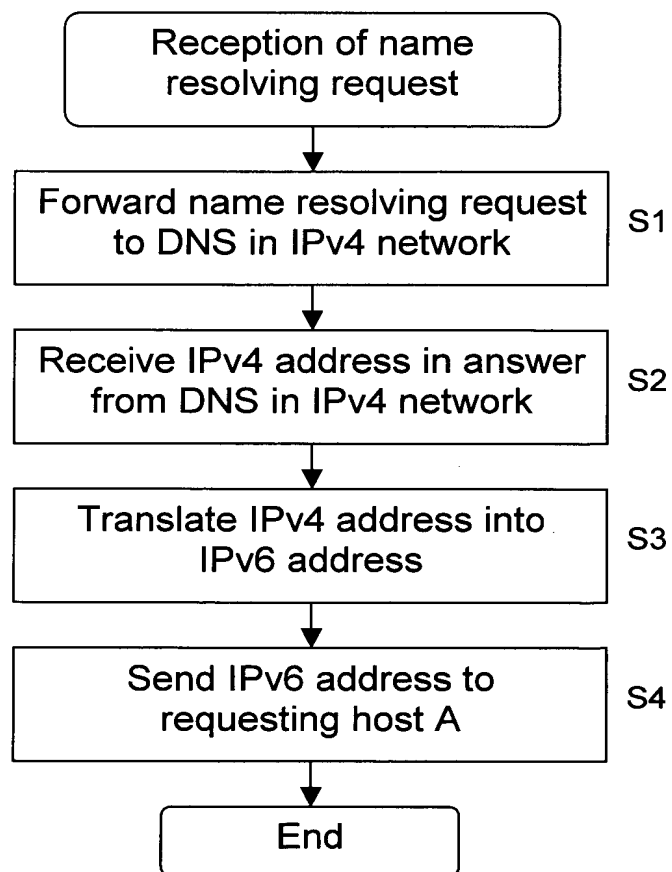 Reception of name
resolving request
Forward name resolving request
to DNS in IPv4 network
S1
Receive IPv4 address in answer
from DNS in IPv4 network
S2
Translate IPv4 address into
IPv6 address
S3
Send IPv6 address to
requesting host A
S4
End